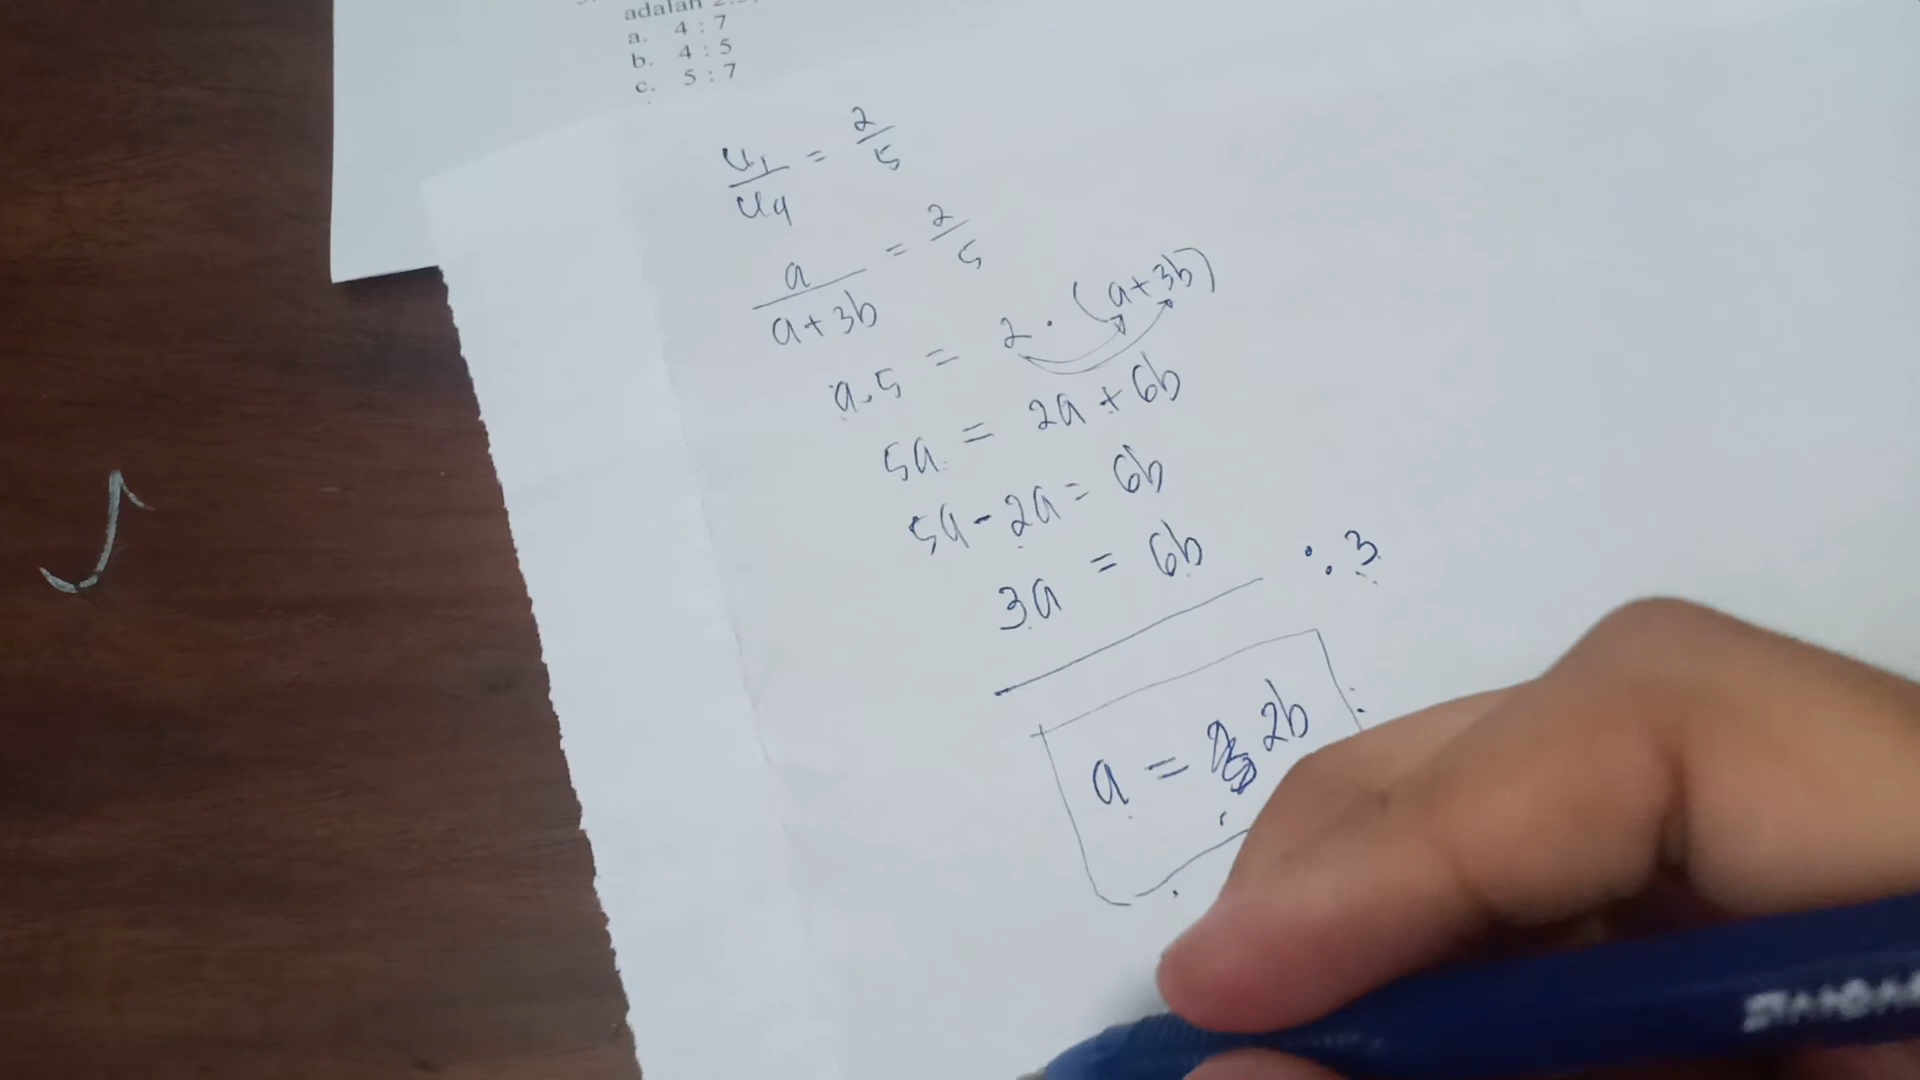 adalah 2:
a. 4 : 7
b. 4 : 5
c. 5 : 7
u₁/u₄ = 2/5
a/(a+3b) = 2/5
a.5 = 2 . (a+3b)
5a = 2a + 6b
5a - 2a = 6b
3a = 6b : 3
a = 2b